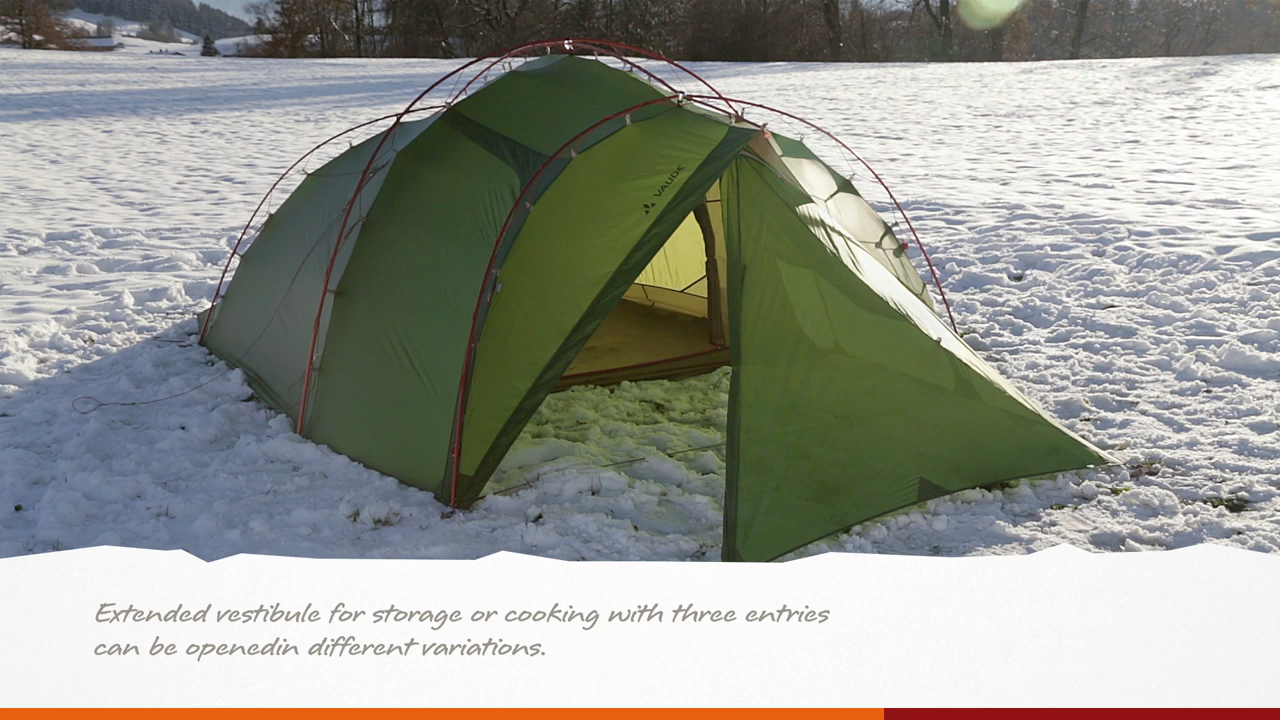 VAUDE
Extended vestibule for storage or cooking with three entries
can be openedin different variations.